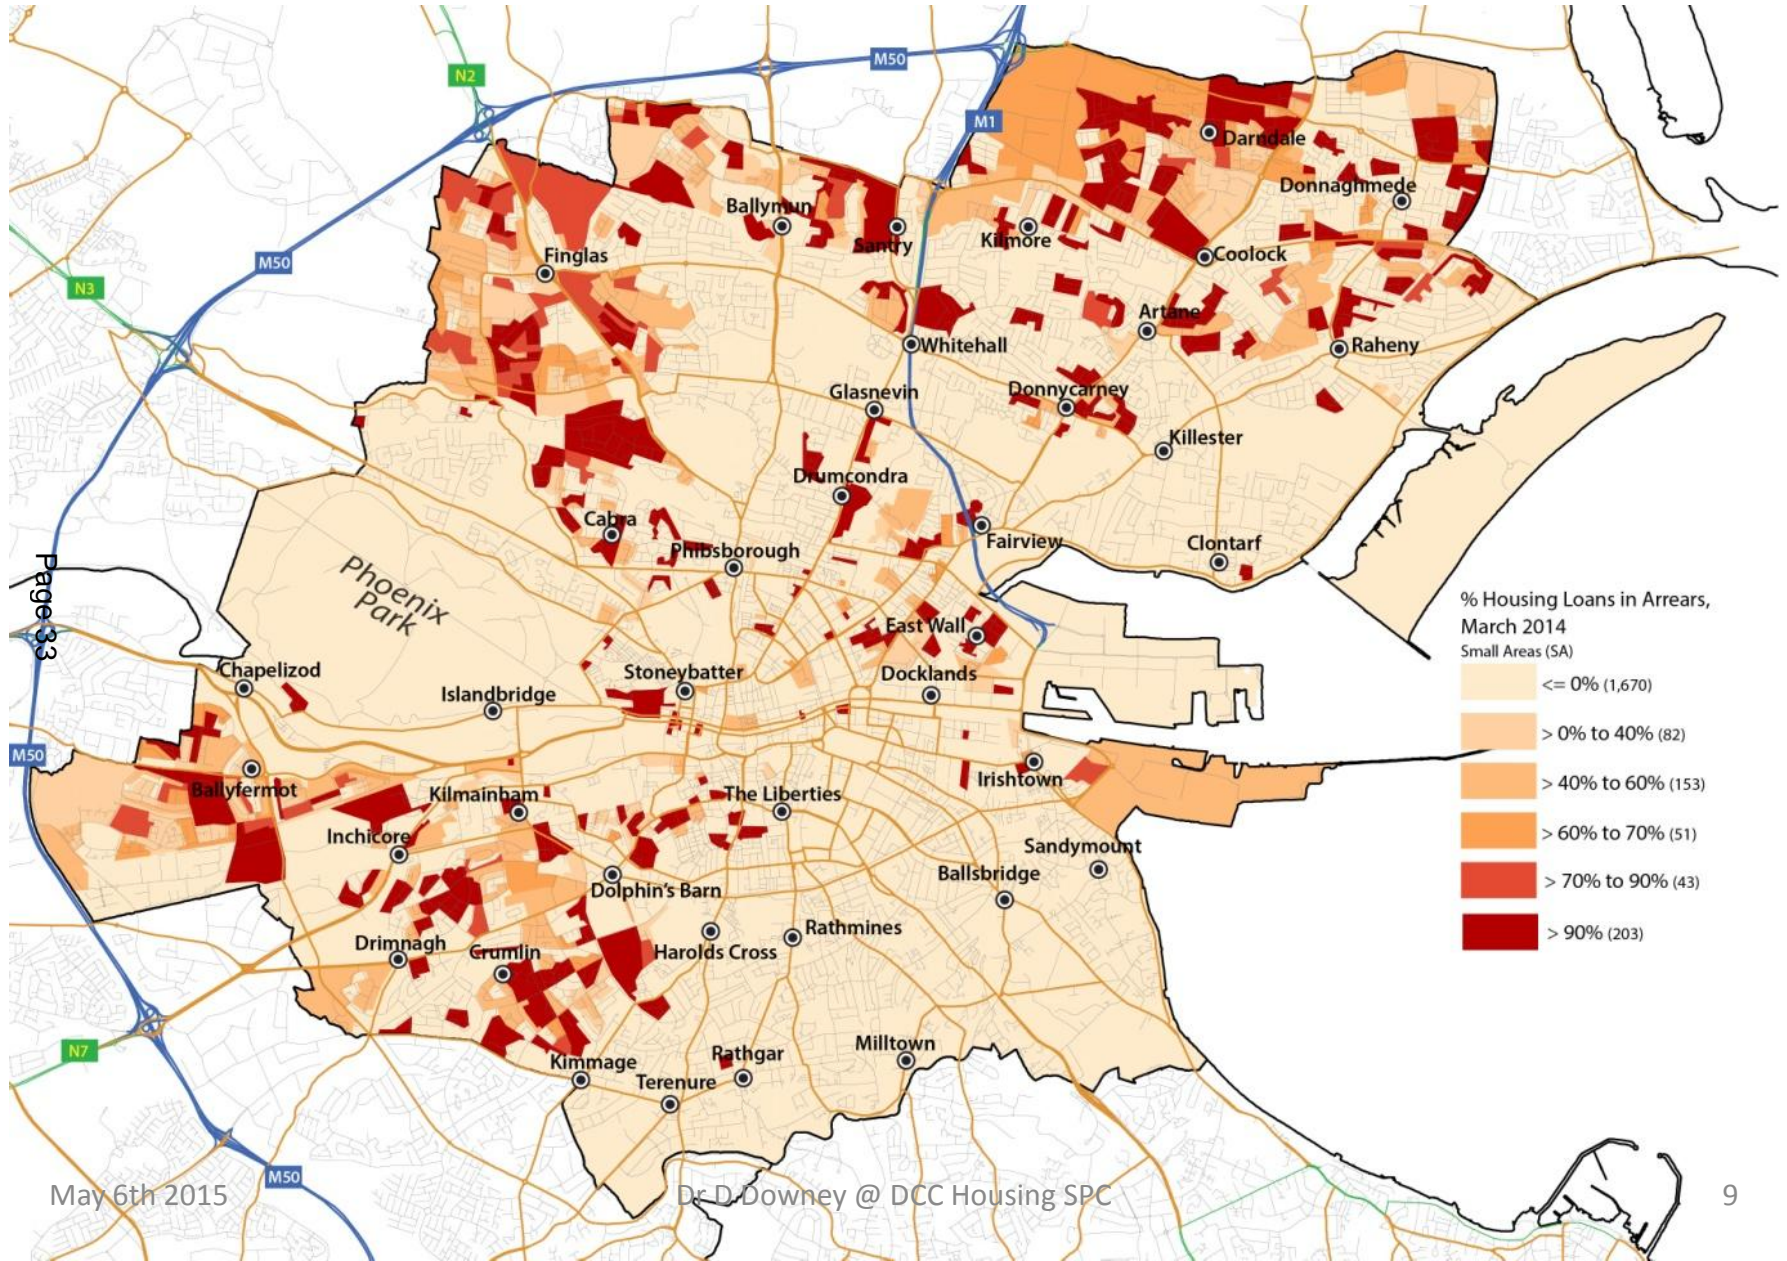 M50
N2
M1
Darndale
Donnaghmede
Ballymun
Santry
Kilmore
Coolock
Finglas
M50
N3
Artane
Whitehall
Raheny
Glasnevin
Donnycarney
Killester
Drumcondra
Cabra
Phibsborough
Fairview
Clontarf
Phoenix
Park
Page 33
% Housing Loans in Arrears,
March 2014
Small Areas (SA)
<= 0% (1,670)
> 0% to 40% (82)
> 40% to 60% (153)
> 60% to 70% (51)
> 70% to 90% (43)
> 90% (203)
East Wall
Chapelizod
Stoneybatter
Docklands
Islandbridge
M50
Ballyfermot
Kilmainham
The Liberties
Irishtown
Inchicore
Sandymount
Dolphin's Barn
Ballsbridge
Drimnagh
Crumlin
Harolds Cross
Rathmines
N7
Kimmage
Rathgar
Milltown
Terenure
M50
May 6th 2015
Dr D Downey @ DCC Housing SPC
9